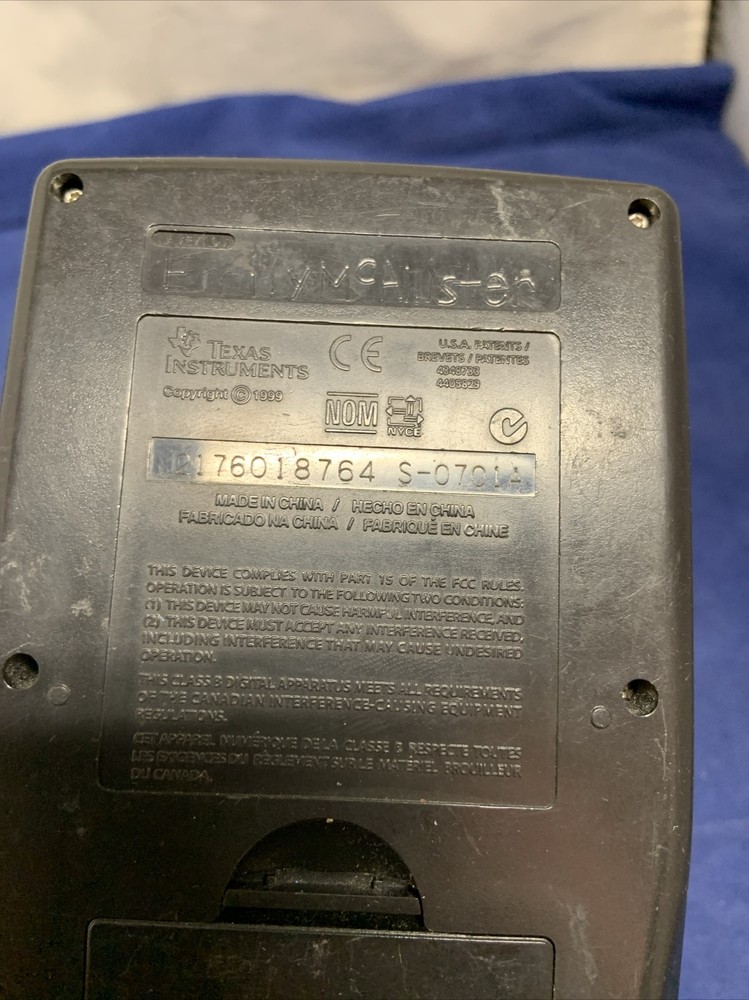 McAllister
TEXAS
INSTRUMENTS
Copyright © 1999
CE
NOM
NYCE
U.S.A. PATENTS /
BREVETS / PATENTES
4348733
4405829
176018764 S-0701A
MADE IN CHINA / HECHO EN CHINA
FABRICADO NA CHINA / FABRIQUÉ EN CHINE
THIS DEVICE COMPLIES WITH PART 15 OF THE FCC RULES.
OPERATION IS SUBJECT TO THE FOLLOWING TWO CONDITIONS:
(1) THIS DEVICE MAY NOT CAUSE HARMFUL INTERFERENCE, AND
(2) THIS DEVICE MUST ACCEPT ANY INTERFERENCE RECEIVED,
INCLUDING INTERFERENCE THAT MAY CAUSE UNDESIRED
OPERATION.
THIS CLASS B DIGITAL APPARATUS MEETS ALL REQUIREMENTS
OF THE CANADIAN INTERFERENCE-CAUSING EQUIPMENT
REGULATIONS.
CET APPAREIL NUMÉRIQUE DE LA CLASSE B RESPECTE TOUTES
LES EXIGENCES DU RÈGLEMENT SUR LE MATÉRIEL BROUILLEUR
DU CANADA.